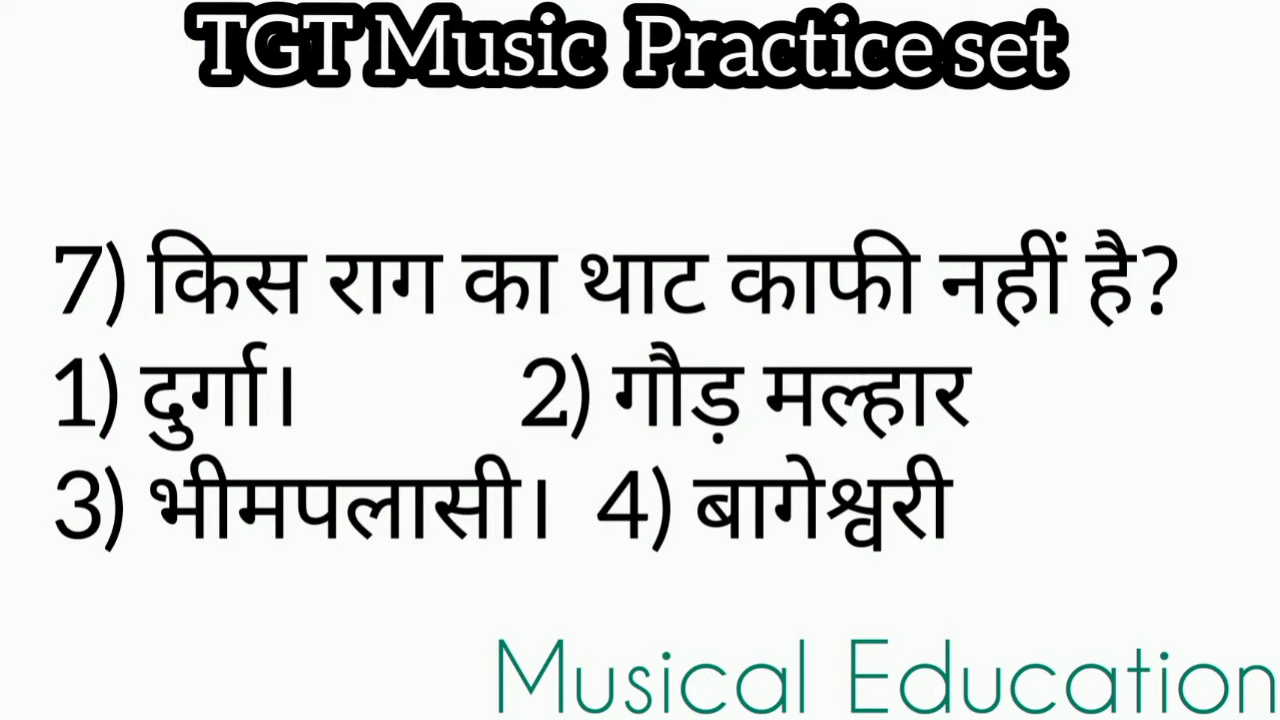 TGT Music Practice set
7) किस राग का थाट काफी नहीं है?
1) दुर्गा। 2) गौड़ मल्हार
3) भीमपलासी। 4) बागेश्वरी
Musical Education